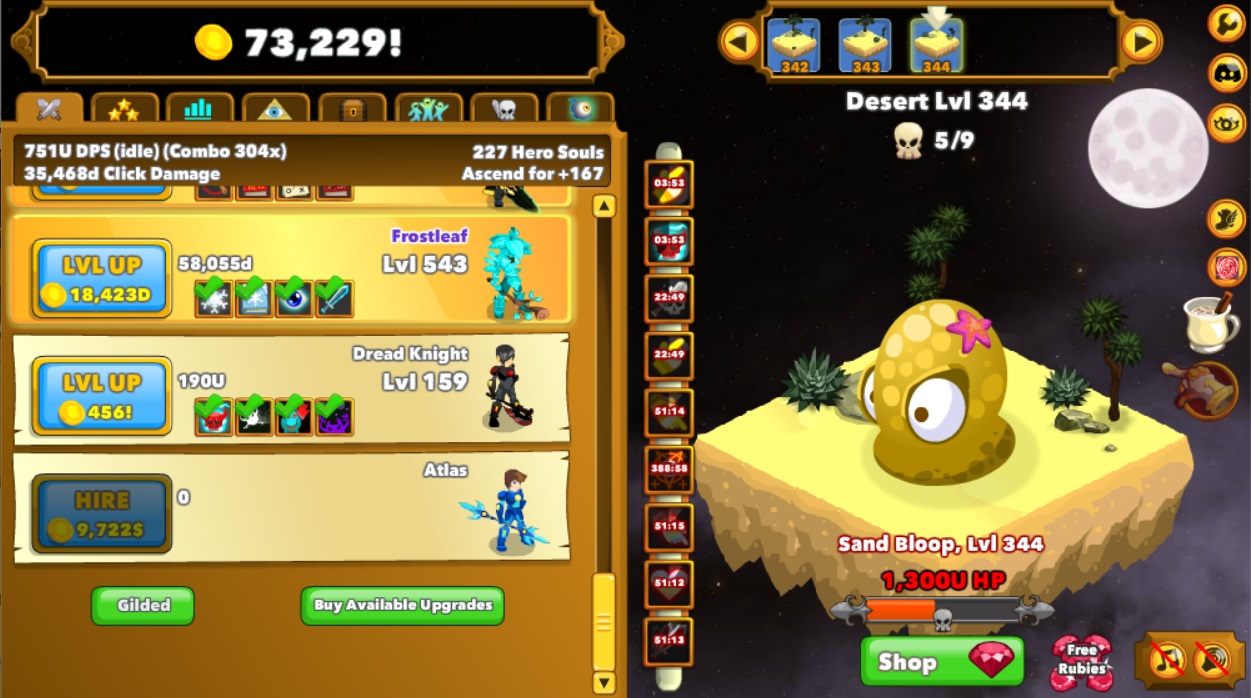 73,229!
751U DPS (idle) (Combo 304x)
35,468d Click Damage
227 Hero Souls
Ascend for +167
Frostleaf
LVL UP
18,423D
58,055d
Lvl 543
Dread Knight
LVL UP
456!
190U
Lvl 159
Atlas
HIRE
9,722$
0
Gilded
Buy Available Upgrades
342
343
344
Desert Lvl 344
5/9
03:53
03:53
22:49
22:49
51:14
388:58
51:15
51:12
51:13
Sand Bloop, Lvl 344
1,300U HP
Shop
Free
Rubies